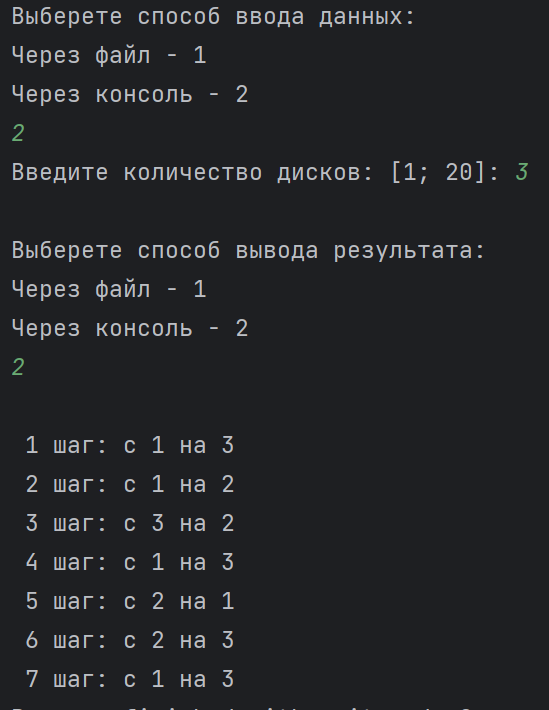 Выберете способ ввода данных:
Через файл - 1
Через консоль - 2
2
Введите количество дисков: [1; 20]: 3
Выберете способ вывода результата:
Через файл - 1
Через консоль - 2
2
1 шаг: с 1 на 3
2 шаг: с 1 на 2
3 шаг: с 3 на 2
4 шаг: с 1 на 3
5 шаг: с 2 на 1
6 шаг: с 2 на 3
7 шаг: с 1 на 3